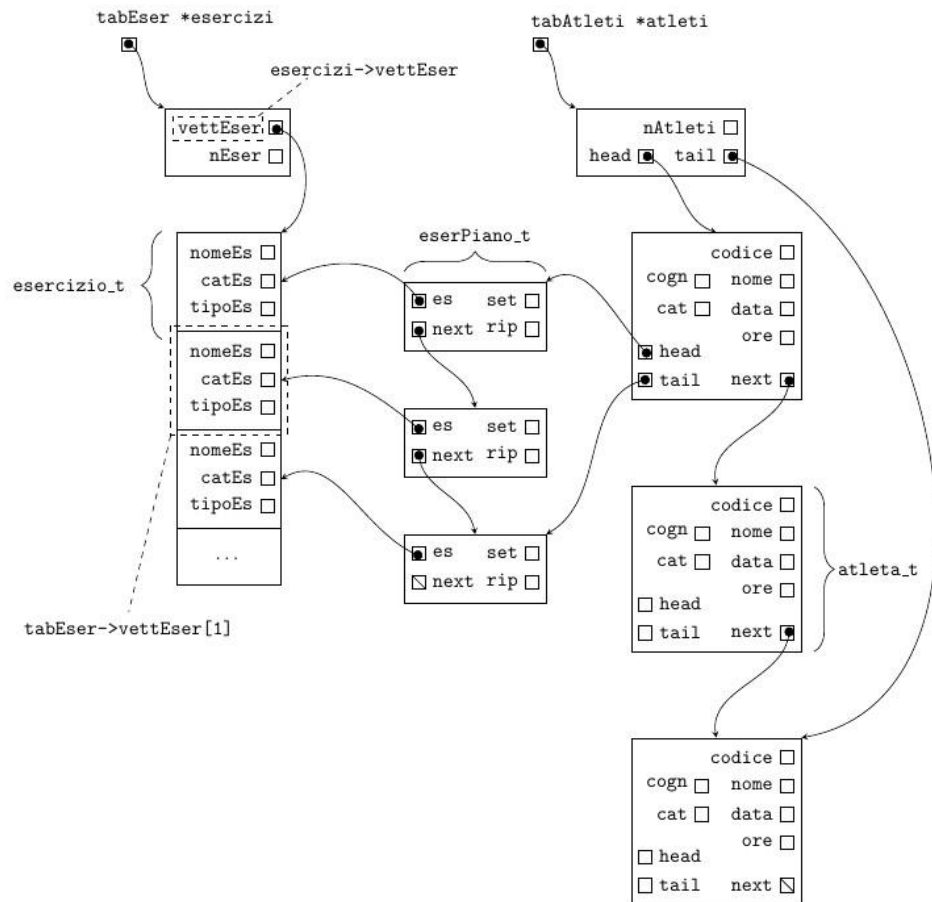 tabEser *esercizi
tabAtleti *atleti
esercizi->vettEser
vettEser
nEser
nAtleti
head tail
esercizio_t
nomeEs
catEs
tipoEs
nomeEs
catEs
tipoEs
nomeEs
catEs
tipoEs
...
tabEser->vettEser[1]
eserPiano_t
es set
next rip
es set
next rip
es set
next rip
codice
cogn nome
cat data
ore
head
tail next
codice
cogn nome
cat data
ore
head
tail next
atleta_t
codice
cogn nome
cat data
ore
head
tail next